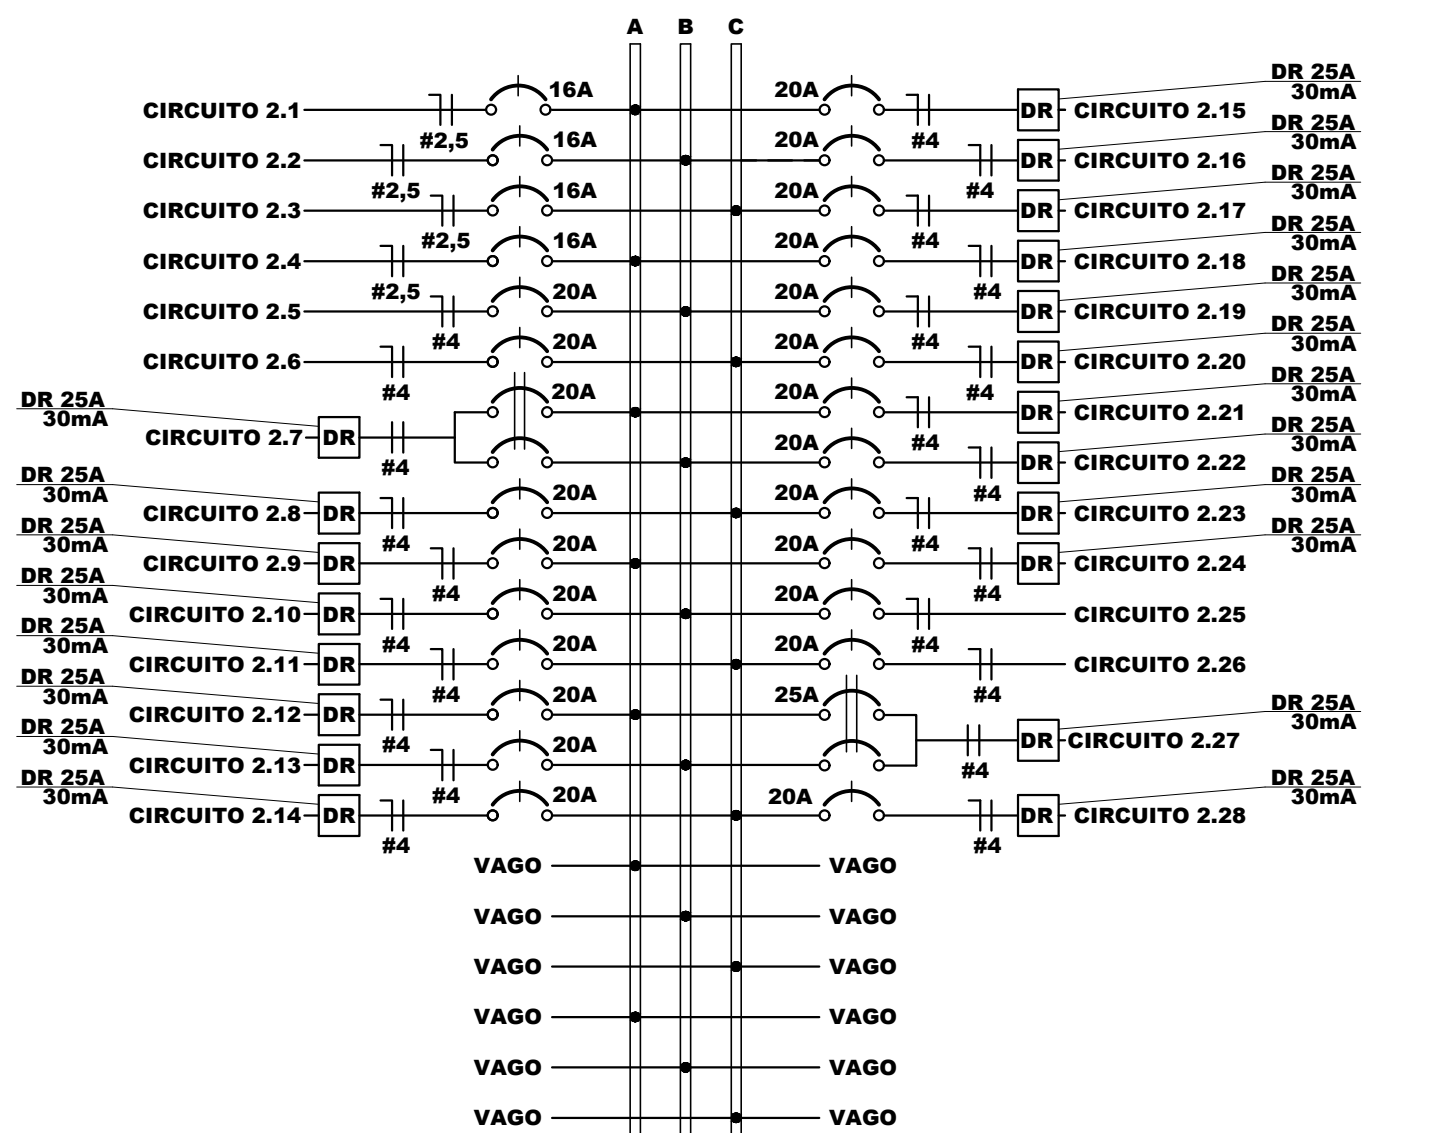 A B C
CIRCUITO 2.1 #2,5 16A
20A #4 DR CIRCUITO 2.15 DR 25A
30mA
CIRCUITO 2.2 #2,5 16A
20A #4 DR CIRCUITO 2.16 DR 25A
30mA
CIRCUITO 2.3 #2,5 16A
20A #4 DR CIRCUITO 2.17 DR 25A
30mA
CIRCUITO 2.4 #2,5 16A
20A #4 DR CIRCUITO 2.18 DR 25A
30mA
CIRCUITO 2.5 #4 20A
20A #4 DR CIRCUITO 2.19 DR 25A
30mA
CIRCUITO 2.6 #4 20A
20A #4 DR CIRCUITO 2.20 DR 25A
30mA
DR 25A
30mA
CIRCUITO 2.7 DR #4 20A
20A #4 DR CIRCUITO 2.21 DR 25A
30mA
20A #4 DR CIRCUITO 2.22 DR 25A
30mA
DR 25A
30mA
CIRCUITO 2.8 DR #4 20A
20A #4 DR CIRCUITO 2.23 DR 25A
30mA
DR 25A
30mA
CIRCUITO 2.9 DR #4 20A
20A #4 DR CIRCUITO 2.24 DR 25A
30mA
DR 25A
30mA
CIRCUITO 2.10 DR #4 20A
20A #4 CIRCUITO 2.25
DR 25A
30mA
CIRCUITO 2.11 DR #4 20A
20A #4 CIRCUITO 2.26
DR 25A
30mA
CIRCUITO 2.12 DR #4 20A
25A #4 DR CIRCUITO 2.27 DR 25A
30mA
DR 25A
30mA
CIRCUITO 2.13 DR #4 20A
DR 25A
30mA
CIRCUITO 2.14 DR #4 20A
20A #4 DR CIRCUITO 2.28 DR 25A
30mA
VAGO VAGO
VAGO VAGO
VAGO VAGO
VAGO VAGO
VAGO VAGO
VAGO VAGO